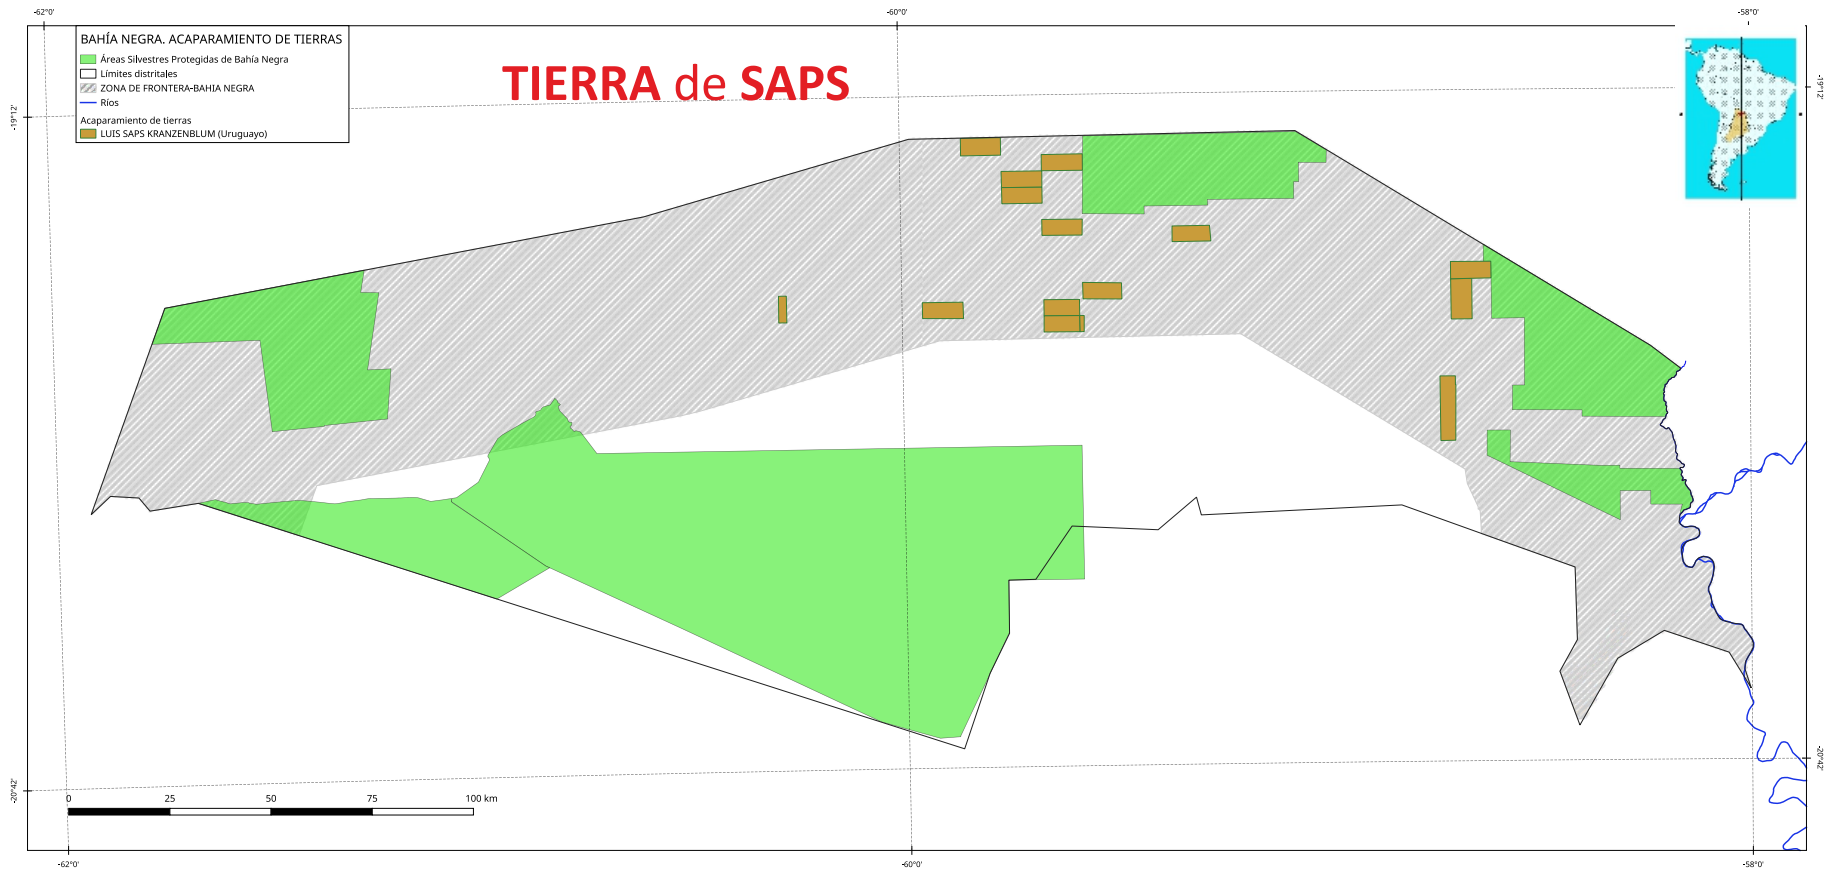 -62°0'
-60°0'
-58°0'
BAHÍA NEGRA. ACAPARAMIENTO DE TIERRAS
Áreas Silvestres Protegidas de Bahía Negra
Límites distritales
ZONA DE FRONTERA-BAHIA NEGRA
Ríos
Acaparamiento de tierras
LUIS SAPS KRANZENBLUM (Uruguayo)
TIERRA de SAPS
-19°12'
-19°12'
-20°42'
-20°42'
0 25 50 75 100 km
-62°0'
-60°0'
-58°0'